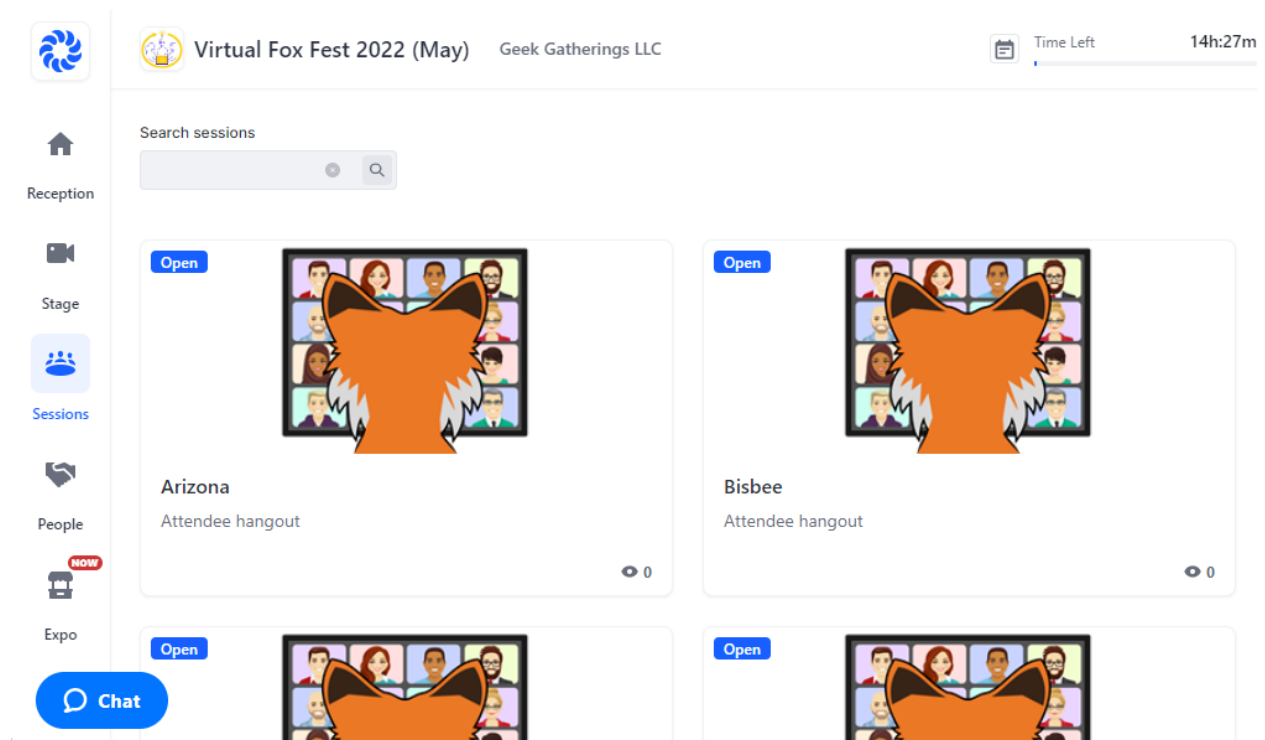 Virtual Fox Fest 2022 (May)
Geek Gatherings LLC
Time Left
14h:27m
Reception
Stage
Sessions
People
NOW
Expo
Chat
Search sessions
Open
Arizona
Attendee hangout
0
Open
Bisbee
Attendee hangout
0
Open
Open